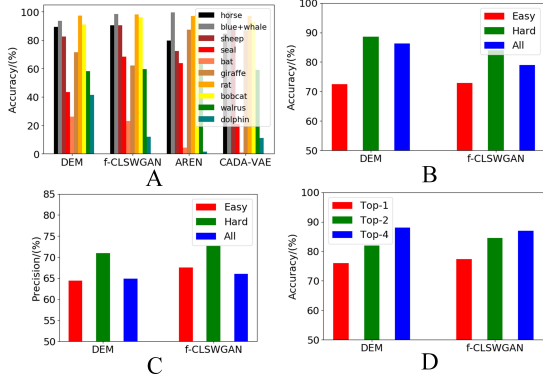 100
80
60
40
20
0
Accuracy/(%)
horse
blue+whale
sheep
seal
bat
giraffe
rat
bobcat
walrus
dolphin
DEM f-CLSWGAN AREN CADA-VAE
A
100
90
80
70
60
50
Accuracy/(%)
Easy
Hard
All
DEM f-CLSWGAN
B
85
80
75
70
65
60
55
50
Precision/(%)
Easy
Hard
All
DEM f-CLSWGAN
C
100
90
80
70
60
50
Accuracy/(%)
Top-1
Top-2
Top-4
DEM f-CLSWGAN
D